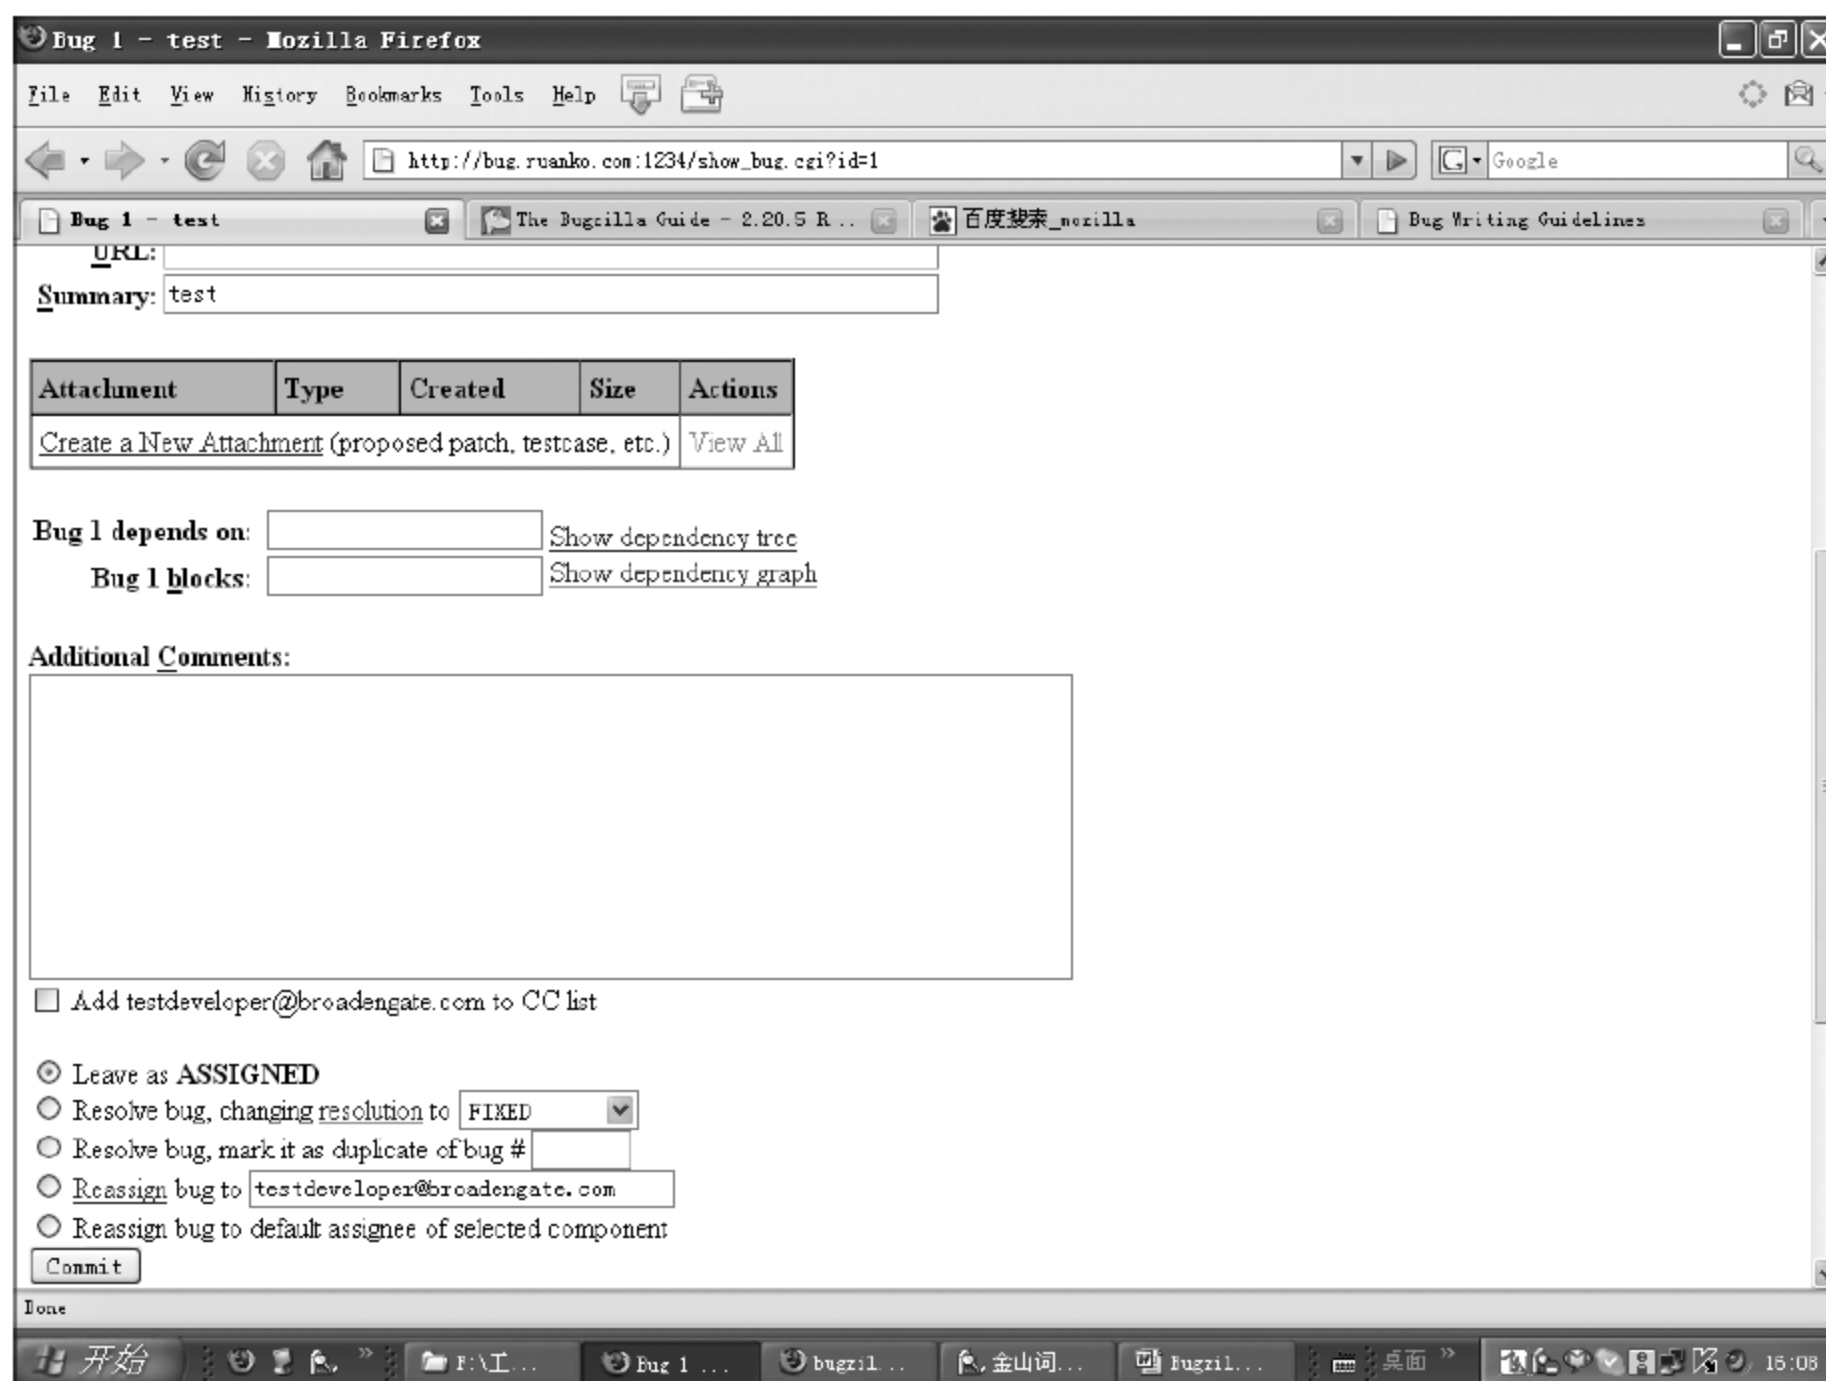 Bug 1 - test - Mozilla Firefox
File Edit View History Bookmarks Tools Help
http://bug.ruanko.com:1234/show_bug.cgi?id=1 Google
Bug 1 - test The Bugzilla Guide - 2.20.5 R... 百度搜索_mozilla Bug Writing Guidelines
URL:
Summary: test
Attachment Type Created Size Actions
Create a New Attachment (proposed patch, testcase, etc.) View All
Bug 1 depends on: Show dependency tree
Bug 1 blocks: Show dependency graph
Additional Comments:
Add testdeveloper@broadengate.com to CC list
Leave as ASSIGNED
Resolve bug, changing resolution to FIXED
Resolve bug, mark it as duplicate of bug #
Reassign bug to testdeveloper@broadengate.com
Reassign bug to default assignee of selected component
Commit
Done
开始 » F:\工... Bug 1 ... bugzil... 金山词... Bugzil... 桌面 » 16:08